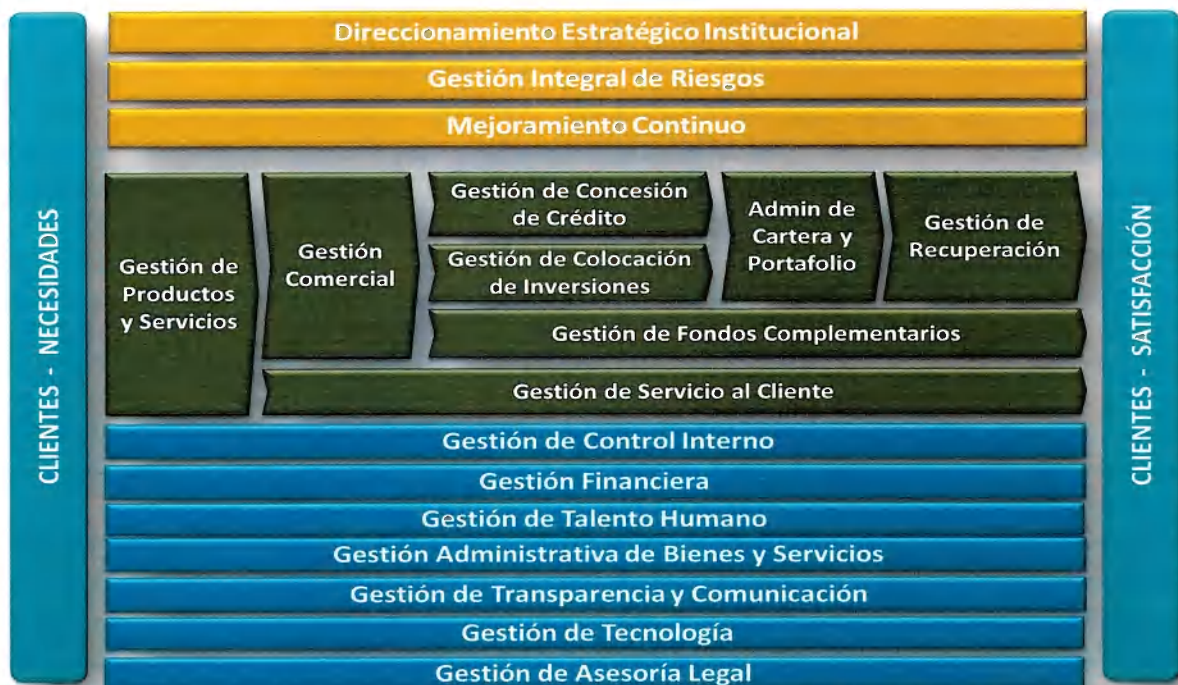 CLIENTES - NECESIDADES
Direccionamiento Estratégico Institucional
Gestión Integral de Riesgos
Mejoramiento Continuo
Gestión de
Productos
y Servicios
Gestión
Comercial
Gestión de Concesión
de Crédito
Gestión de Colocación
de Inversiones
Admin de
Cartera y
Portafolio
Gestión de
Recuperación
Gestión de Fondos Complementarios
Gestión de Servicio al Cliente
Gestión de Control Interno
Gestión Financiera
Gestión de Talento Humano
Gestión Administrativa de Bienes y Servicios
Gestión de Transparencia y Comunicación
Gestión de Tecnología
Gestión de Asesoría Legal
CLIENTES - SATISFACCIÓN